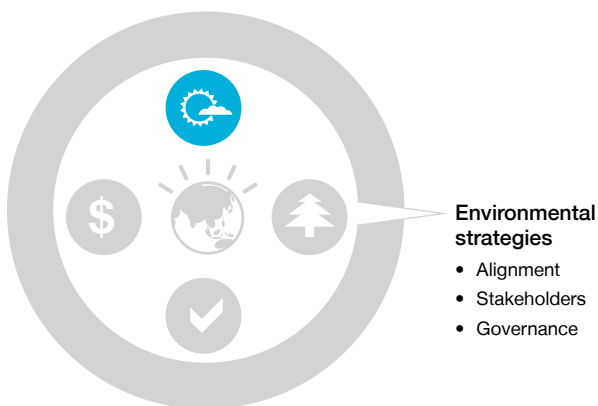 $
Environmental
strategies
• Alignment
• Stakeholders
• Governance